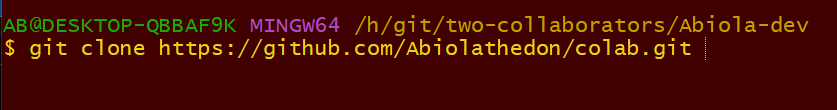 AB@DESKTOP-QBBAF9K MINGW64 /h/git/two-collaborators/Abiola-dev
$ git clone https://github.com/Abiolathedon/colab.git